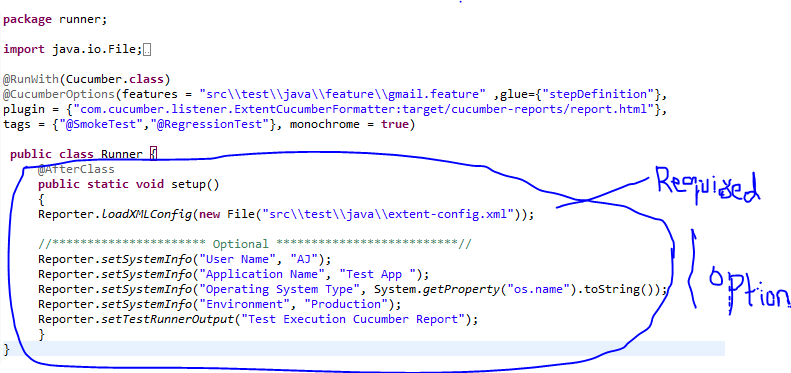 package runner;
import java.io.File;
@RunWith(Cucumber.class)
@CucumberOptions(features = "src\\test\\java\\feature\\gmail.feature" ,glue={"stepDefinition"},
plugin = {"com.cucumber.listener.ExtentCucumberFormatter:target/cucumber-reports/report.html"},
tags = {"@SmokeTest","@RegressionTest"}, monochrome = true)
public class Runner {
@AfterClass
public static void setup()
{
Reporter.loadXMLConfig(new File("src\\test\\java\\extent-config.xml"));
Required
//********************** Optional **************************//
Reporter.setSystemInfo("User Name", "AJ");
Reporter.setSystemInfo("Application Name", "Test App ");
Reporter.setSystemInfo("Operating System Type", System.getProperty("os.name").toString());
Reporter.setSystemInfo("Environment", "Production");
Reporter.setTestRunnerOutput("Test Execution Cucumber Report");
option
}
}